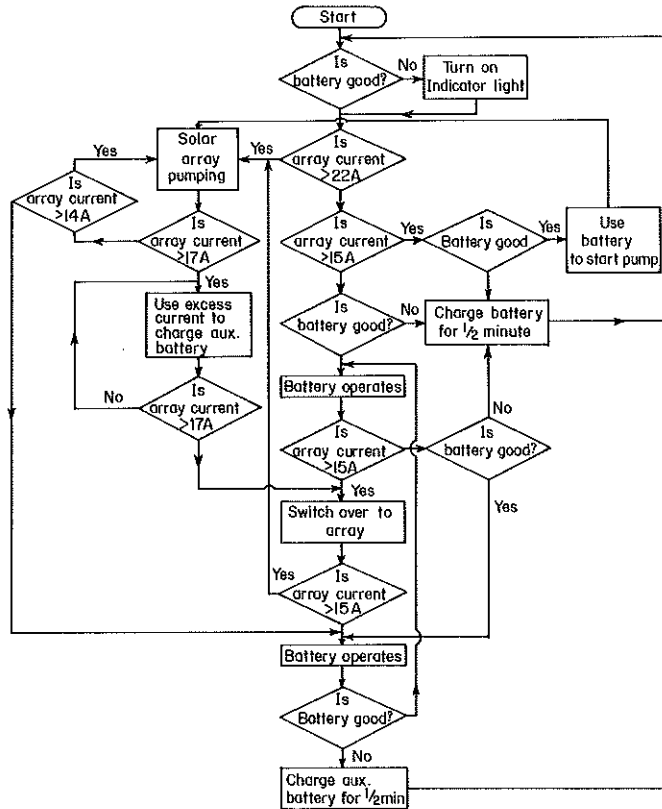 Start
Is
battery good?
No
Turn on
Indicator light
Solar
array
pumping
Yes
Is
array current
>22A
Yes
Is
array current
>14A
Is
array current
>17A
Is
array current
>15A
Yes
Is
Battery good
Yes
Use
battery
to start pump
Yes
Use excess
current to
charge aux.
battery
Is
battery good?
No
Charge battery
for 1/2 minute
No
Is
array current
>17A
Battery operates
No
Is
array current
>15A
Is
battery good?
Yes
Yes
Switch over to
array
Yes
Is
array current
>15A
Battery operates
Is
Battery good?
No
Charge aux.
battery for 1/2min